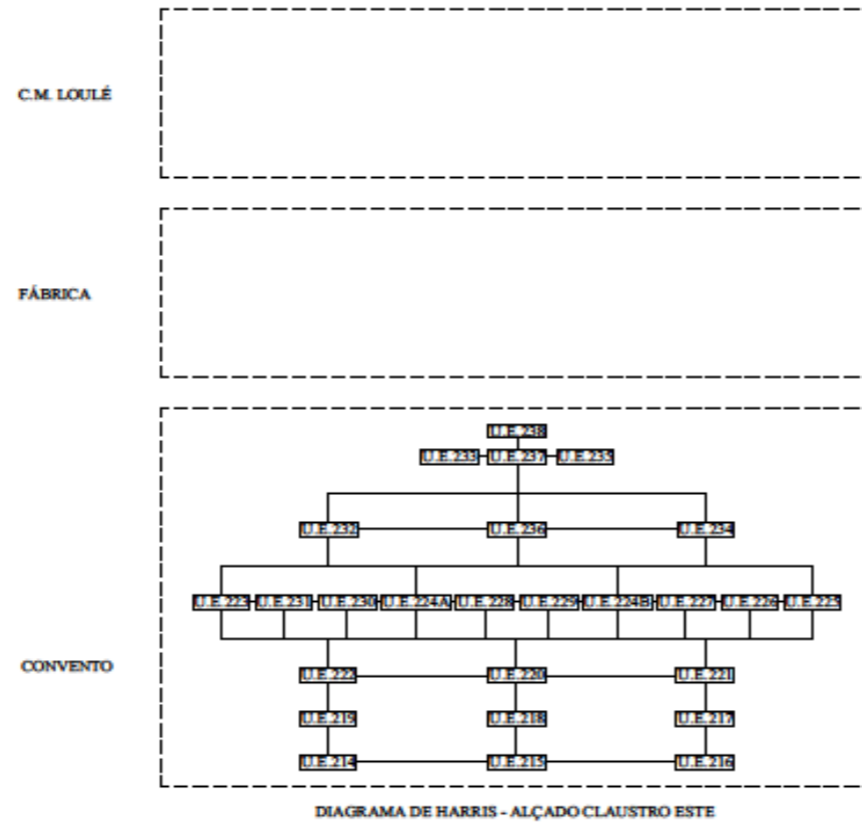 C.M. LOULÉ
FÁBRICA
CONVENTO
U.E.238
U.E.233 U.E.237 U.E.235
U.E.232 U.E.236 U.E.234
U.E.223 U.E.231 U.E.230 U.E.224A U.E.228 U.E.229 U.E.224B U.E.227 U.E.226 U.E.225
U.E.222 U.E.220 U.E.221
U.E.219 U.E.218 U.E.217
U.E.214 U.E.215 U.E.216
DIAGRAMA DE HARRIS - ALÇADO CLAUSTRO ESTE